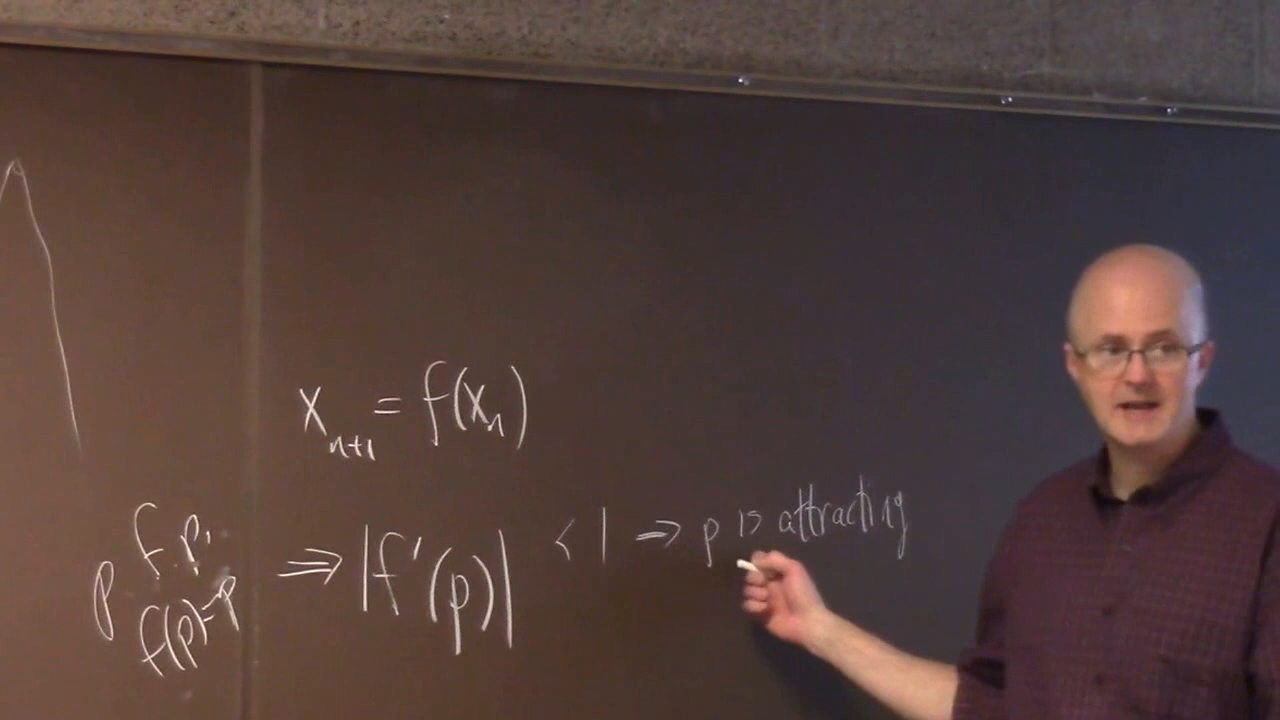 x_{n+1} = f(x_n)
p f.p. ⇒ |f'(p)| < 1 ⇒ p is attracting
f(p)=p